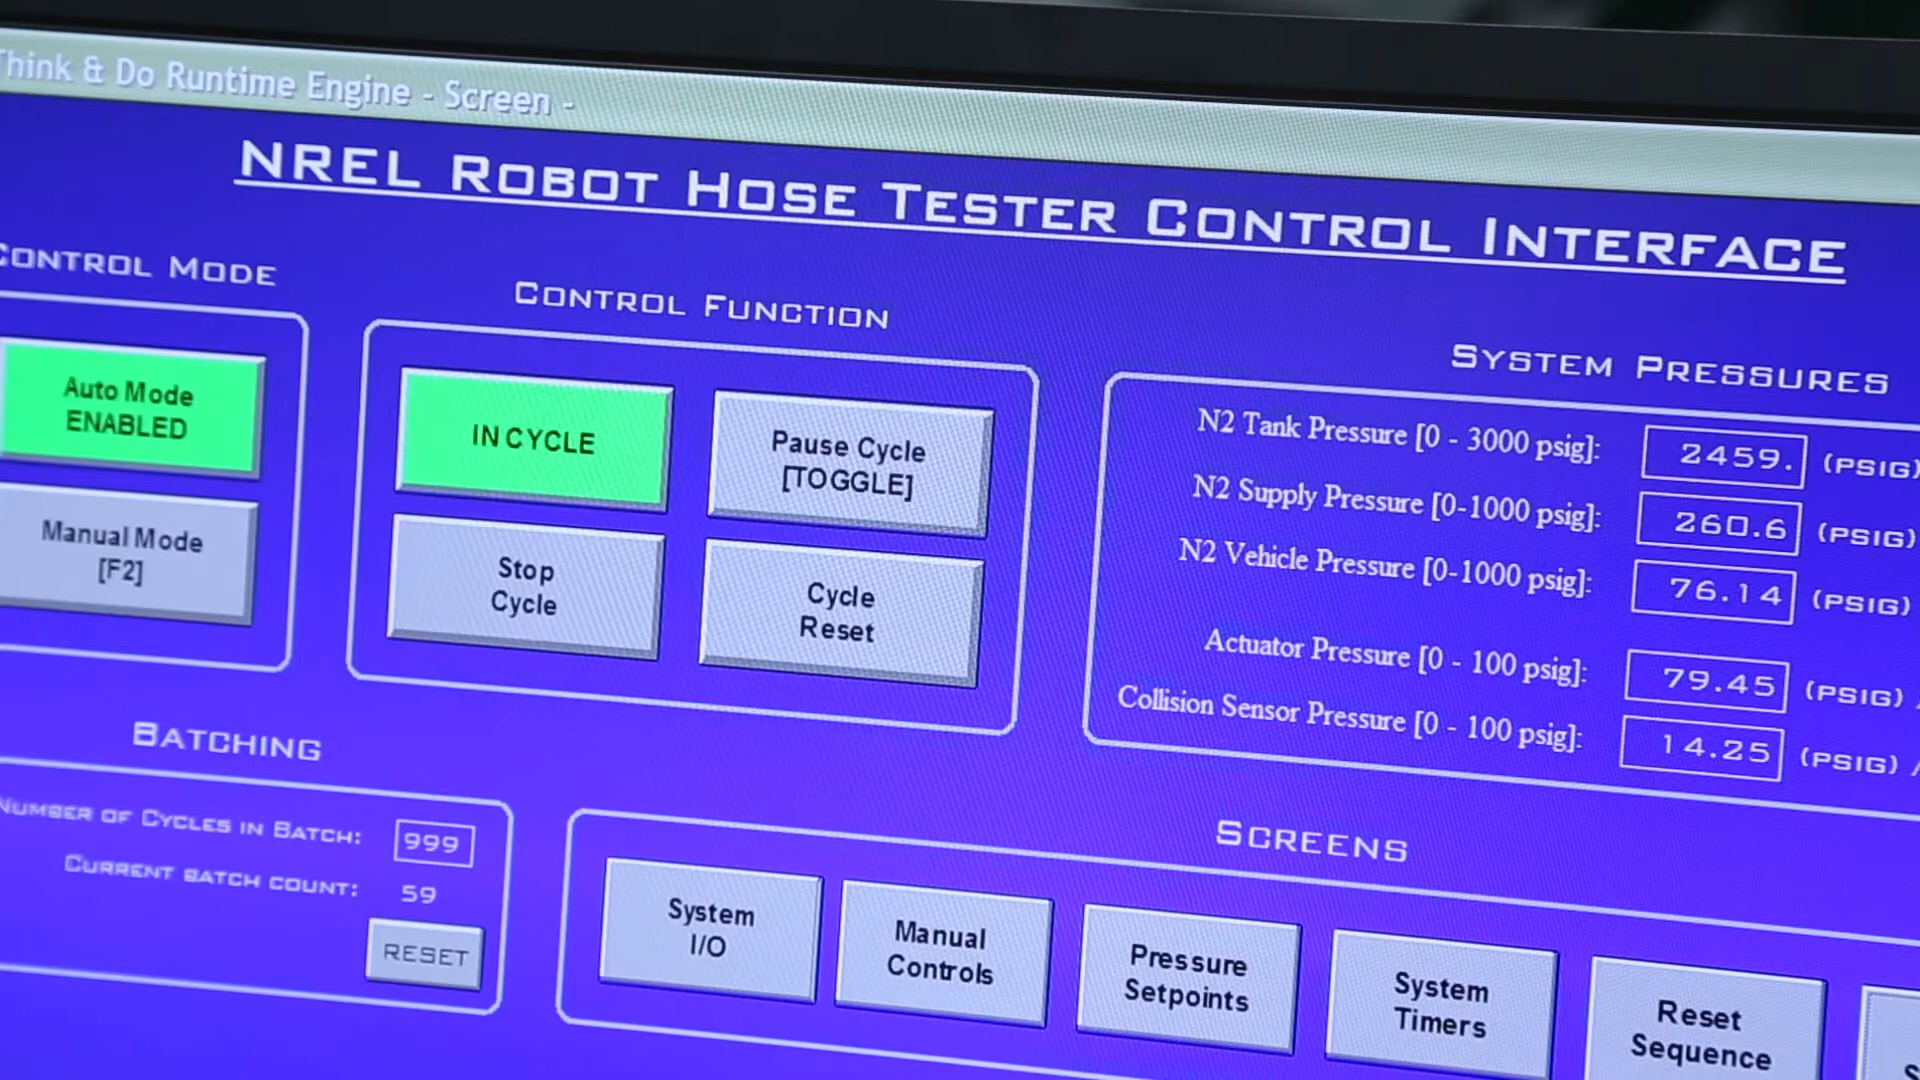 Think & Do Runtime Engine - Screen -
NREL ROBOT HOSE TESTER CONTROL INTERFACE
CONTROL MODE
Auto Mode
ENABLED
Manual Mode
[F2]
CONTROL FUNCTION
IN CYCLE
Pause Cycle
[TOGGLE]
Stop
Cycle
Cycle
Reset
SYSTEM PRESSURES
N2 Tank Pressure [0 - 3000 psig]: 2459. (PSIG)
N2 Supply Pressure [0-1000 psig]: 260.6 (PSIG)
N2 Vehicle Pressure [0-1000 psig]: 76.14 (PSIG)
Actuator Pressure [0 - 100 psig]: 79.45 (PSIG) /
Collision Sensor Pressure [0 - 100 psig]: 14.25 (PSIG) /
BATCHING
NUMBER OF CYCLES IN BATCH: 999
CURRENT BATCH COUNT: 59
RESET
SCREENS
System
I/O
Manual
Controls
Pressure
Setpoints
System
Timers
Reset
Sequence